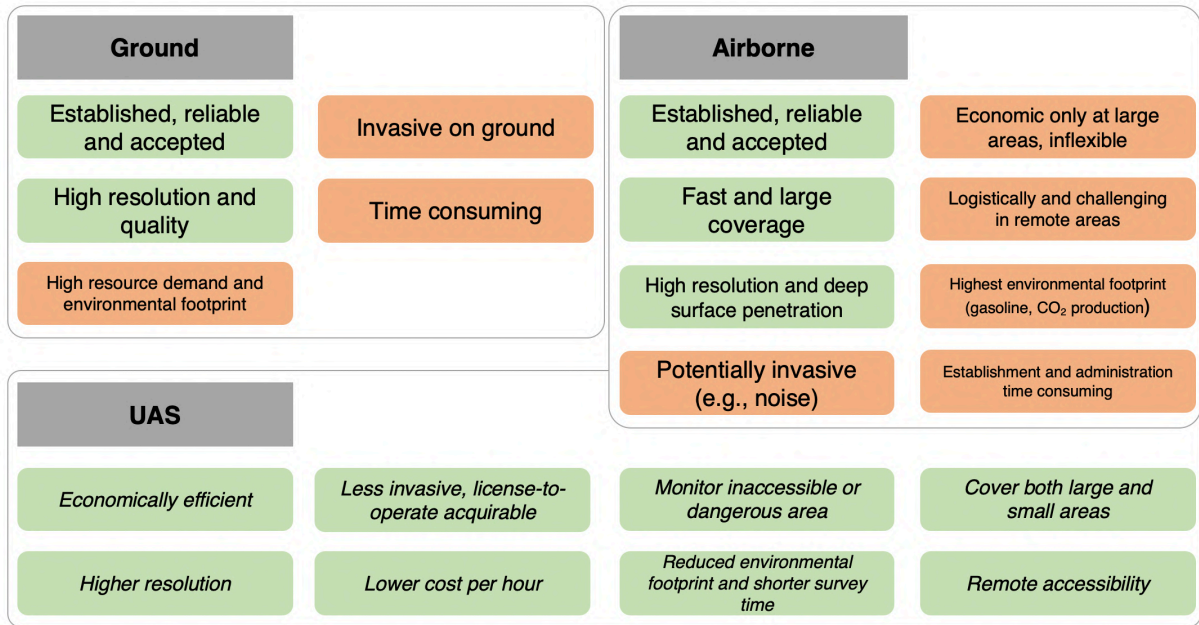 Ground
Established, reliable
and accepted
Invasive on ground
High resolution and
quality
Time consuming
High resource demand and
environmental footprint
Airborne
Established, reliable
and accepted
Economic only at large
areas, inflexible
Fast and large
coverage
Logistically and challenging
in remote areas
High resolution and deep
surface penetration
Highest environmental footprint
(gasoline, CO₂ production)
Potentially invasive
(e.g., noise)
Establishment and administration
time consuming
UAS
Economically efficient
Less invasive, license-to-
operate acquirable
Monitor inaccessible or
dangerous area
Cover both large and
small areas
Higher resolution
Lower cost per hour
Reduced environmental
footprint and shorter survey
time
Remote accessibility